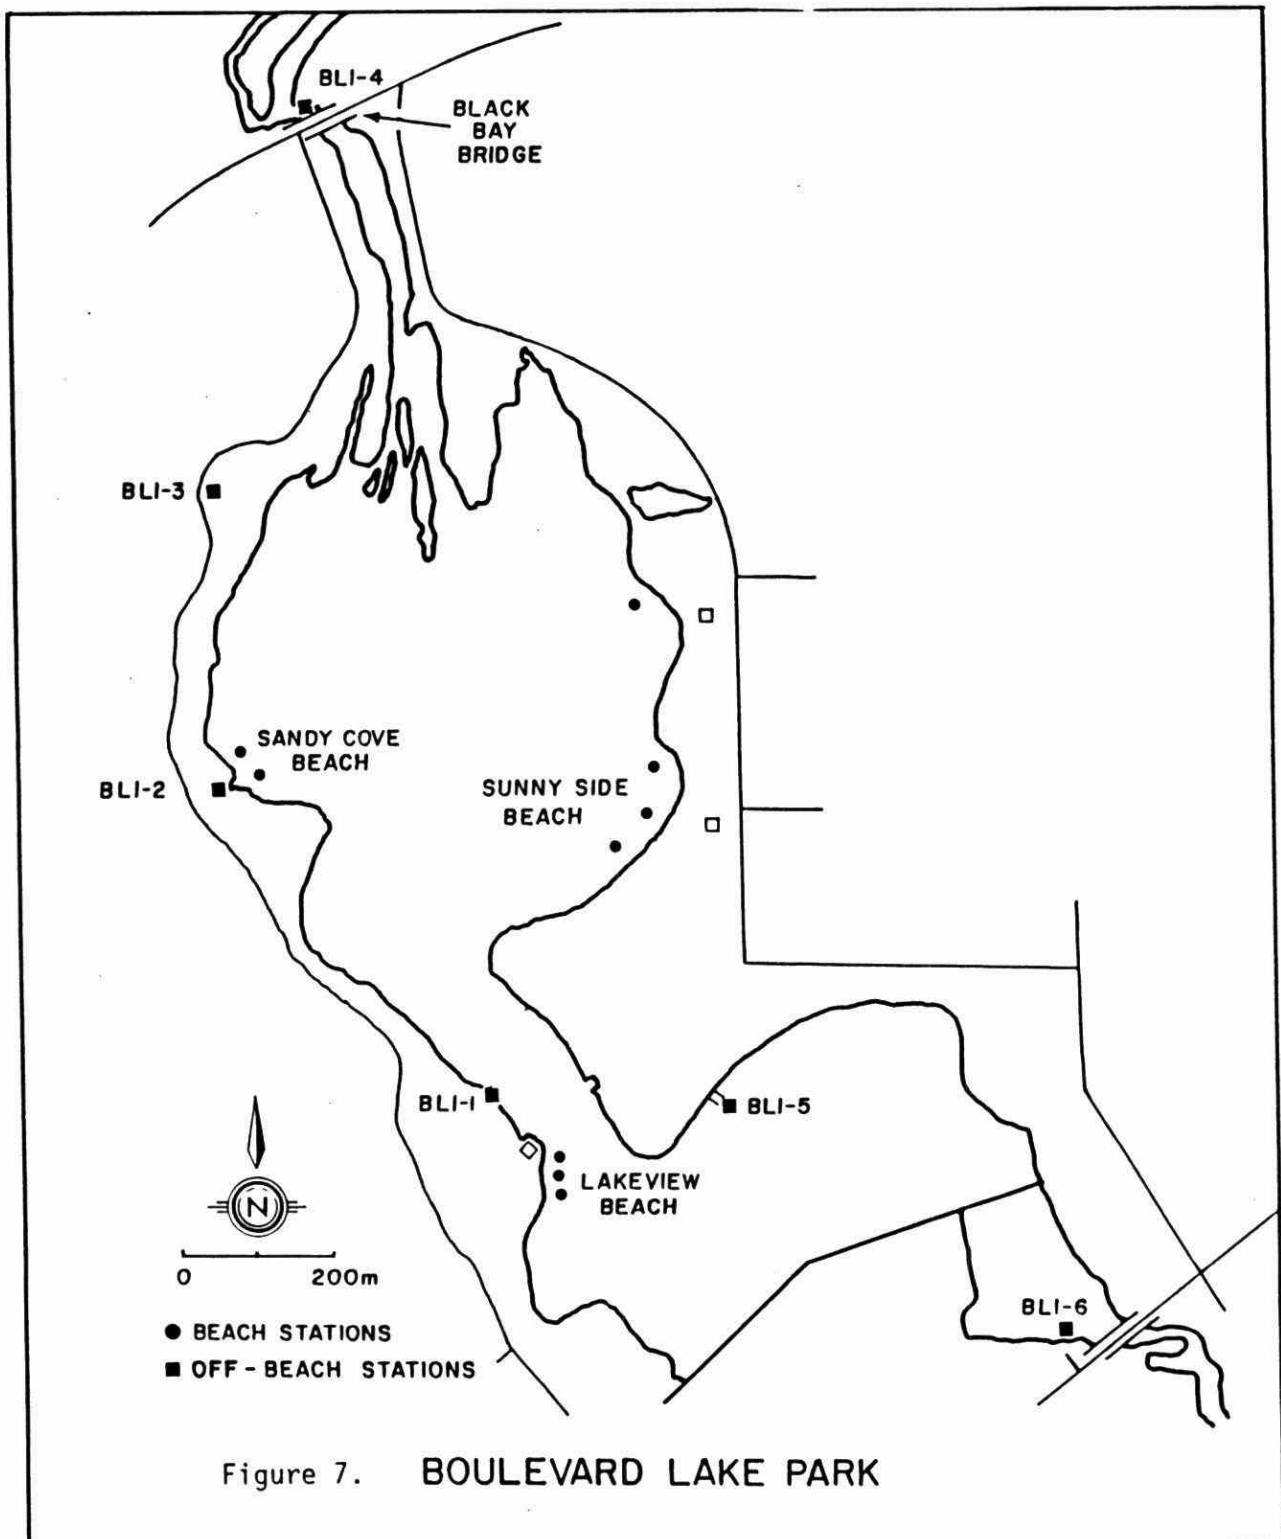 BLI-4
BLACK
BAY
BRIDGE
BLI-3
SANDY COVE
BEACH
BLI-2
SUNNY SIDE
BEACH
BLI-1
BLI-5
LAKEVIEW
BEACH
N
0 200m
BLI-6
● BEACH STATIONS
■ OFF-BEACH STATIONS
Figure 7. BOULEVARD LAKE PARK